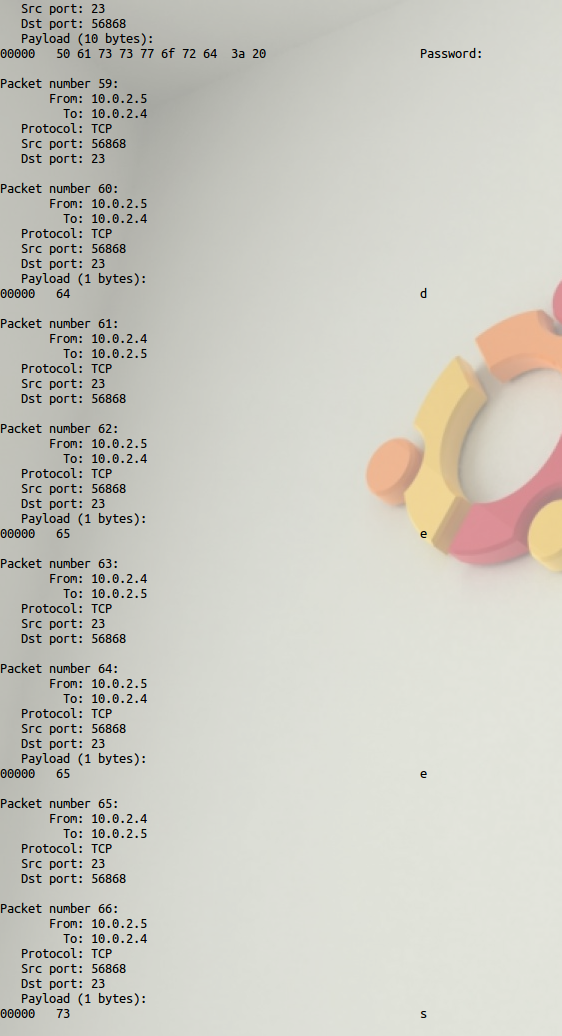 Src port: 23
Dst port: 56868
Payload (10 bytes):
00000   50 61 73 73 77 6f 72 64  3a 20                      Password:
Packet number 59:
From: 10.0.2.5
To: 10.0.2.4
Protocol: TCP
Src port: 56868
Dst port: 23
Packet number 60:
From: 10.0.2.5
To: 10.0.2.4
Protocol: TCP
Src port: 56868
Dst port: 23
Payload (1 bytes):
00000   64                                                  d
Packet number 61:
From: 10.0.2.4
To: 10.0.2.5
Protocol: TCP
Src port: 23
Dst port: 56868
Packet number 62:
From: 10.0.2.5
To: 10.0.2.4
Protocol: TCP
Src port: 56868
Dst port: 23
Payload (1 bytes):
00000   65                                                  e
Packet number 63:
From: 10.0.2.4
To: 10.0.2.5
Protocol: TCP
Src port: 23
Dst port: 56868
Packet number 64:
From: 10.0.2.5
To: 10.0.2.4
Protocol: TCP
Src port: 56868
Dst port: 23
Payload (1 bytes):
00000   65                                                  e
Packet number 65:
From: 10.0.2.4
To: 10.0.2.5
Protocol: TCP
Src port: 23
Dst port: 56868
Packet number 66:
From: 10.0.2.5
To: 10.0.2.4
Protocol: TCP
Src port: 56868
Dst port: 23
Payload (1 bytes):
00000   73                                                  s